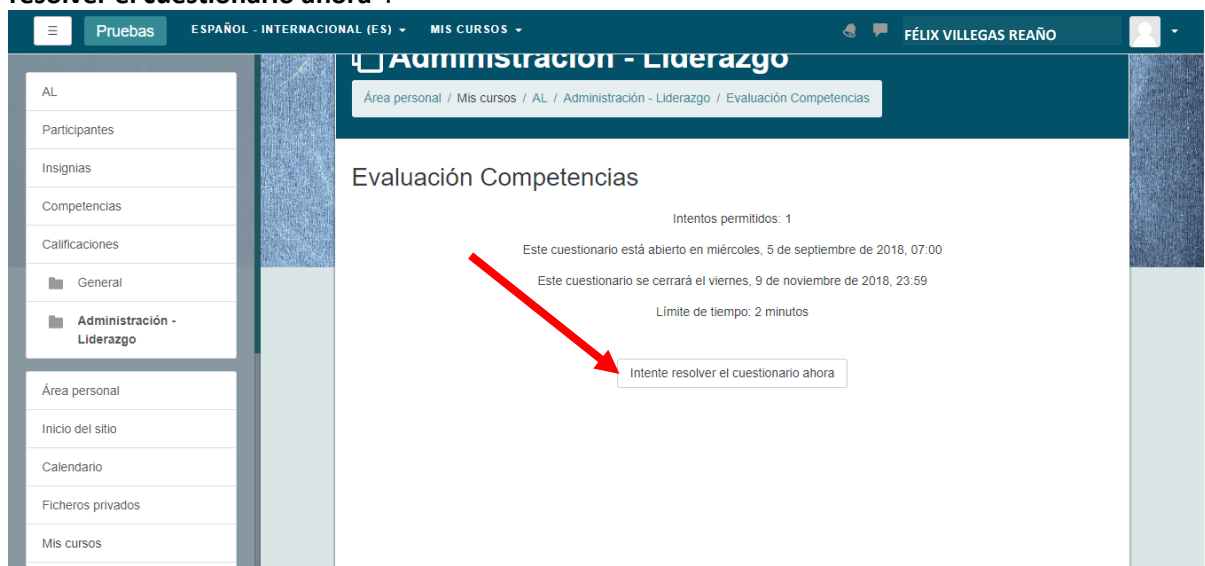 resolver el cuestionario ahora".
Pruebas ESPAÑOL - INTERNACIONAL (ES) MIS CURSOS FÉLIX VILLEGAS REAÑO
Administración - Liderazgo
Área personal / Mis cursos / AL / Administración - Liderazgo / Evaluación Competencias
AL
Participantes
Insignias
Competencias
Calificaciones
General
Administración -
Liderazgo
Área personal
Inicio del sitio
Calendario
Ficheros privados
Mis cursos
Evaluación Competencias
Intentos permitidos: 1
Este cuestionario está abierto en miércoles, 5 de septiembre de 2018, 07:00
Este cuestionario se cerrará el viernes, 9 de noviembre de 2018, 23:59
Límite de tiempo: 2 minutos
Intente resolver el cuestionario ahora